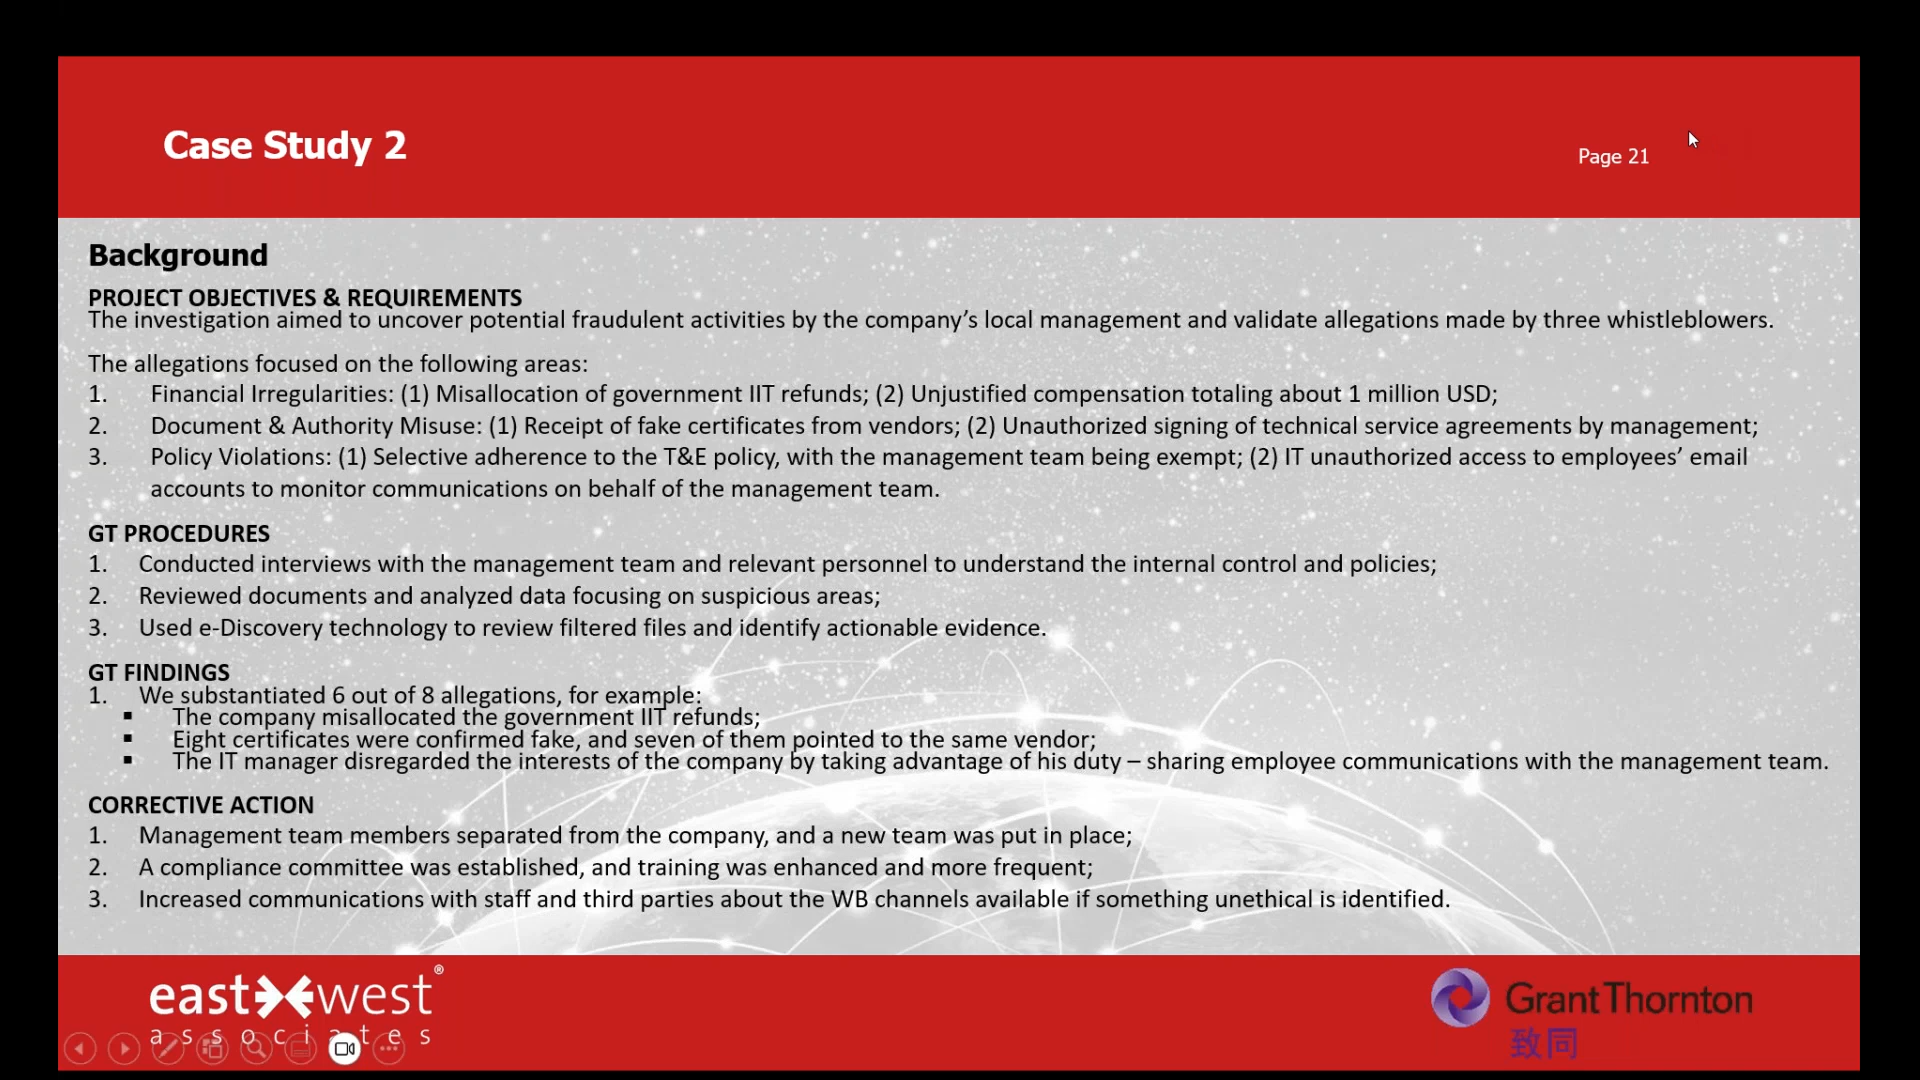 Case Study 2
Page 21
Background
PROJECT OBJECTIVES & REQUIREMENTS
The investigation aimed to uncover potential fraudulent activities by the company’s local management and validate allegations made by three whistleblowers.
The allegations focused on the following areas:
1. Financial Irregularities: (1) Misallocation of government IIT refunds; (2) Unjustified compensation totaling about 1 million USD;
2. Document & Authority Misuse: (1) Receipt of fake certificates from vendors; (2) Unauthorized signing of technical service agreements by management;
3. Policy Violations: (1) Selective adherence to the T&E policy, with the management team being exempt; (2) IT unauthorized access to employees’ email
accounts to monitor communications on behalf of the management team.
GT PROCEDURES
1. Conducted interviews with the management team and relevant personnel to understand the internal control and policies;
2. Reviewed documents and analyzed data focusing on suspicious areas;
3. Used e-Discovery technology to review filtered files and identify actionable evidence.
GT FINDINGS
1. We substantiated 6 out of 8 allegations, for example:
▪ The company misallocated the government IIT refunds;
▪ Eight certificates were confirmed fake, and seven of them pointed to the same vendor;
▪ The IT manager disregarded the interests of the company by taking advantage of his duty – sharing employee communications with the management team.
CORRECTIVE ACTION
1. Management team members separated from the company, and a new team was put in place;
2. A compliance committee was established, and training was enhanced and more frequent;
3. Increased communications with staff and third parties about the WB channels available if something unethical is identified.
east west®
associates
Grant Thornton
致同